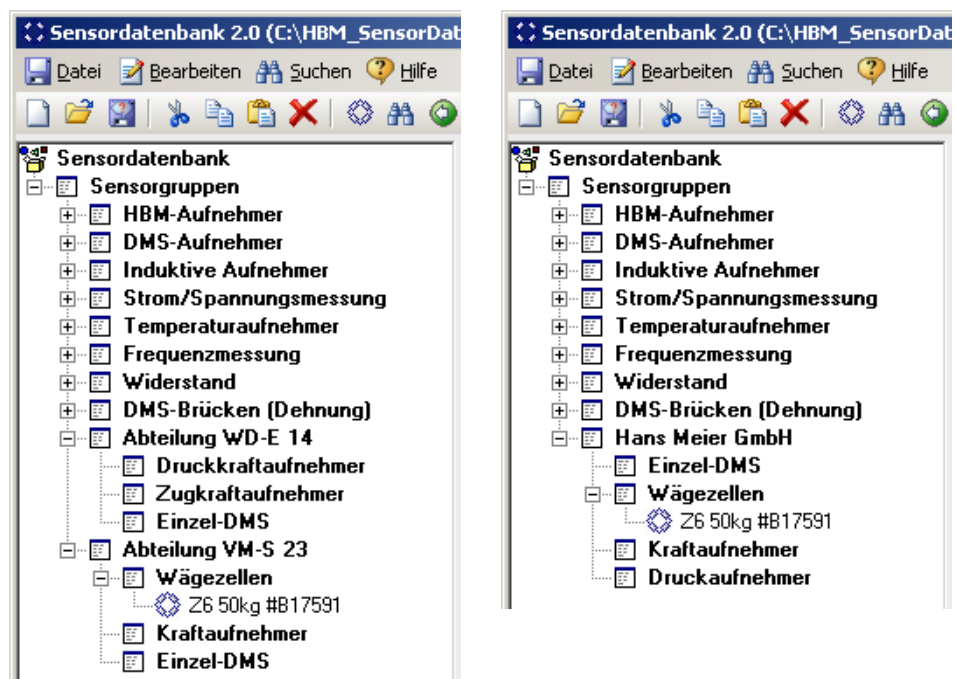 Sensordatenbank 2.0 (C:\HBM_SensorDat
Datei Bearbeiten Suchen Hilfe
Sensordatenbank
Sensorgruppen
HBM-Aufnehmer
DMS-Aufnehmer
Induktive Aufnehmer
Strom/Spannungsmessung
Temperaturaufnehmer
Frequenzmessung
Widerstand
DMS-Brücken (Dehnung)
Abteilung WD-E 14
Druckkraftaufnehmer
Zugkraftaufnehmer
Einzel-DMS
Abteilung VM-S 23
Wägezellen
Z6 50kg #B17591
Kraftaufnehmer
Einzel-DMS
Sensordatenbank 2.0 (C:\HBM_SensorDat
Datei Bearbeiten Suchen Hilfe
Sensordatenbank
Sensorgruppen
HBM-Aufnehmer
DMS-Aufnehmer
Induktive Aufnehmer
Strom/Spannungsmessung
Temperaturaufnehmer
Frequenzmessung
Widerstand
DMS-Brücken (Dehnung)
Hans Meier GmbH
Einzel-DMS
Wägezellen
Z6 50kg #B17591
Kraftaufnehmer
Druckaufnehmer